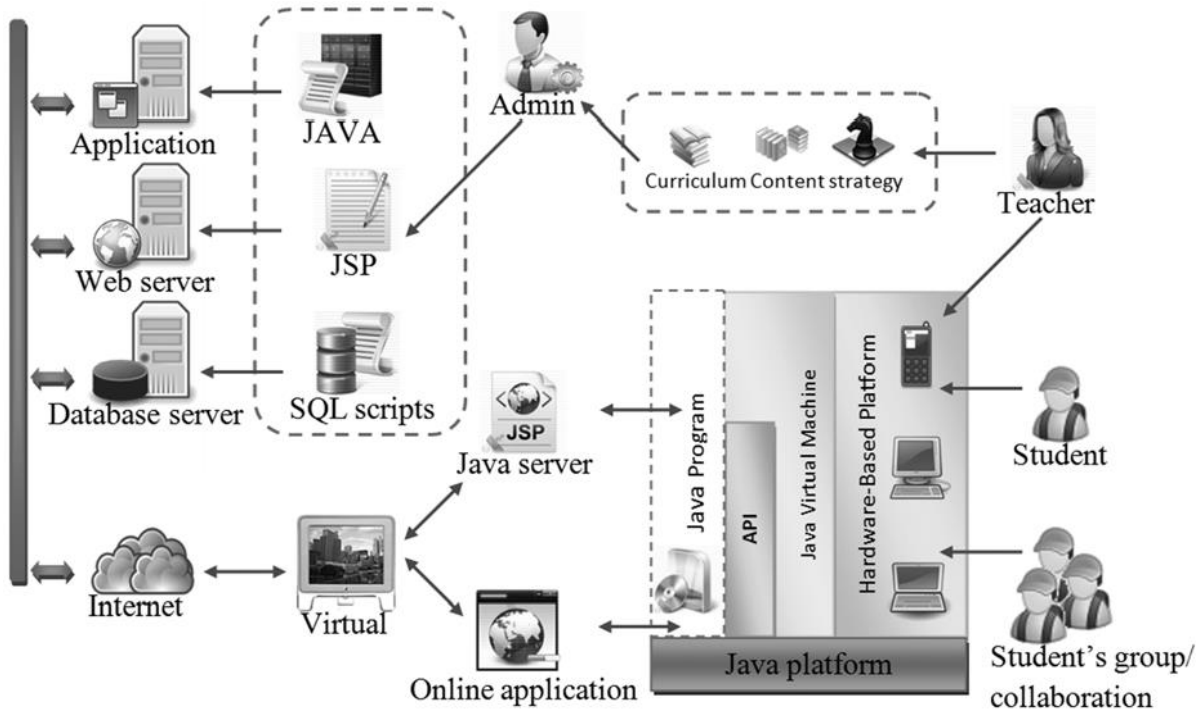 Application
JAVA
Admin
Curriculum Content strategy
Teacher
Web server
JSP
Database server
SQL scripts
JSP
Java server
Java Program
API
Java Virtual Machine
Hardware-Based Platform
Student
Internet
Virtual
Online application
Java platform
Student's group/
collaboration